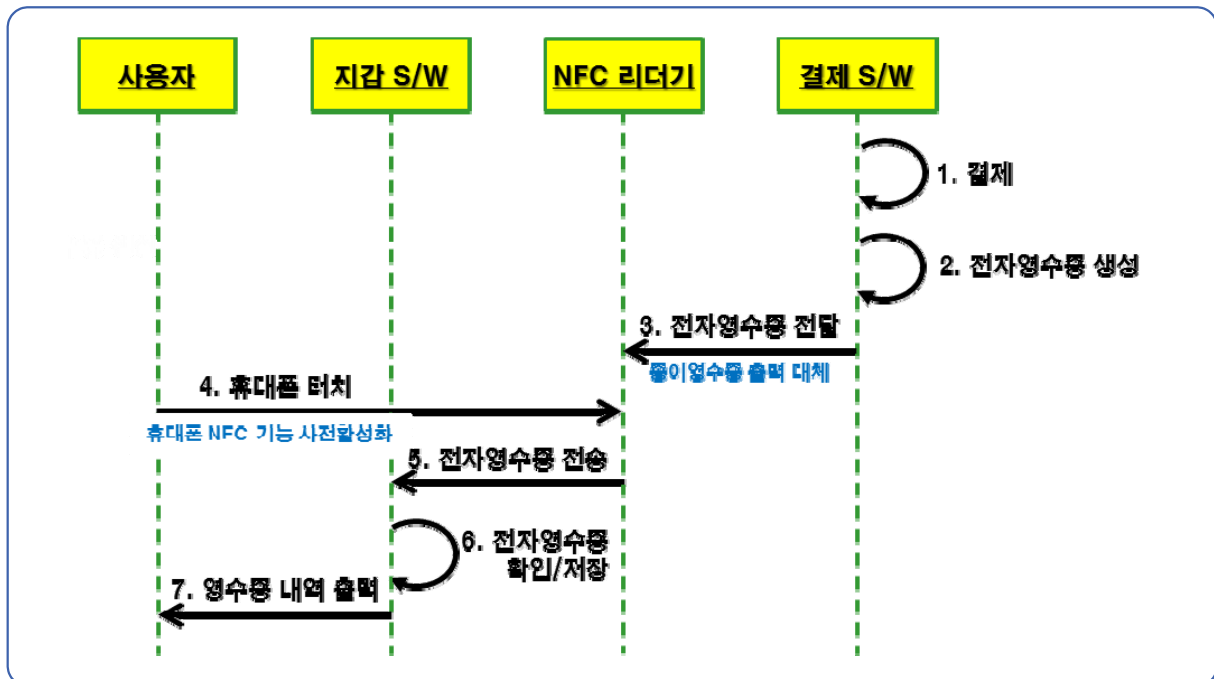 사용자
지갑 S/W
NFC 리더기
결제 S/W
1. 결제
2. 전자영수증 생성
3. 전자영수증 전달
종이영수증 출력 대체
4. 휴대폰 터치
휴대폰 NFC 기능 사전활성화
5. 전자영수증 전송
6. 전자영수증
확인/저장
7. 영수증 내역 출력